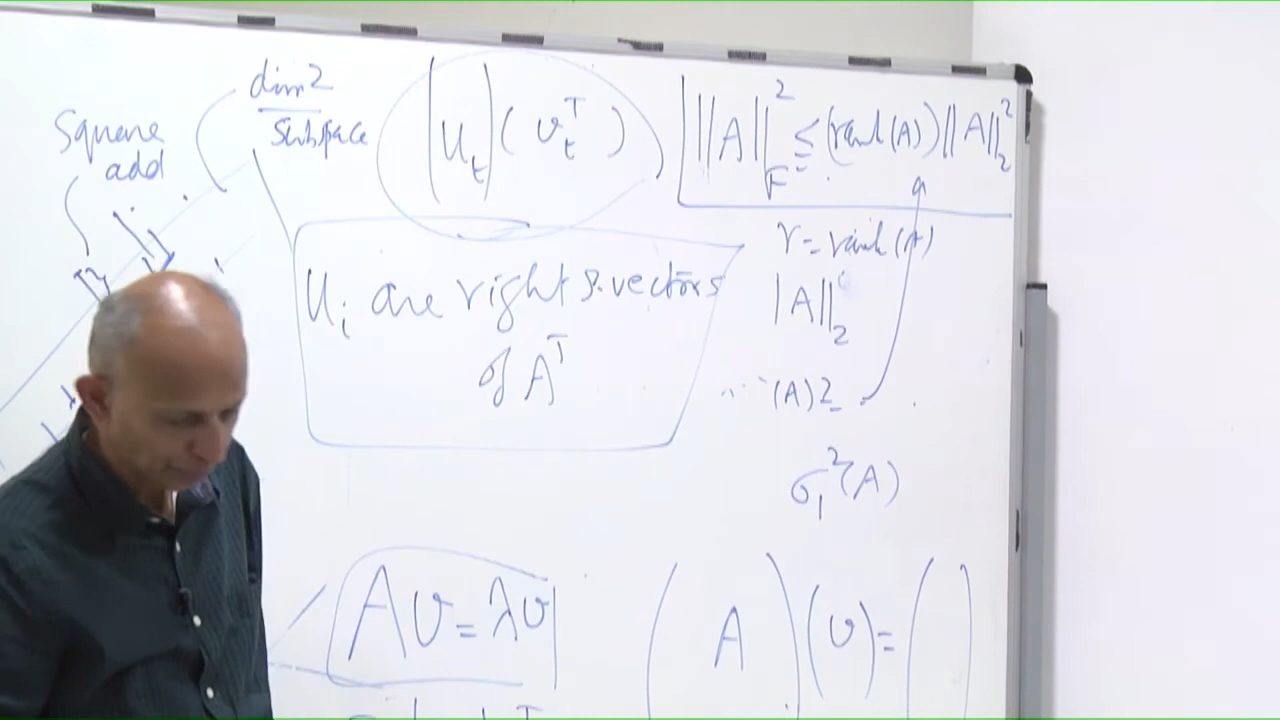 Square
add
dim 2
Subspace
(U_t)(v_t^T)
||A||_F^2 ≤ (rank(A)) ||A||_2^2
r = rank(A)
U_i are right s.vectors
of A^T
|A||_2
(A)2
σ_1^2(A)
Av = λv
(A)(v) = ( )